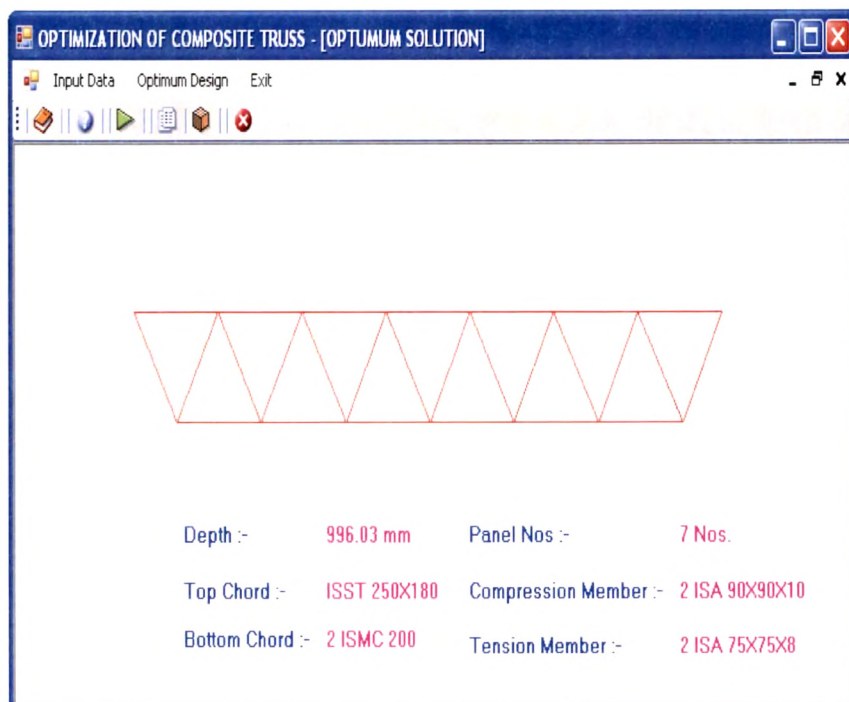 OPTIMIZATION OF COMPOSITE TRUSS - [OPTUMUM SOLUTION]
Input Data Optimum Design Exit
Depth :- 996.03 mm Panel Nos :- 7 Nos.
Top Chord :- ISST 250X180 Compression Member :- 2 ISA 90X90X10
Bottom Chord :- 2 ISMC 200 Tension Member :- 2 ISA 75X75X8